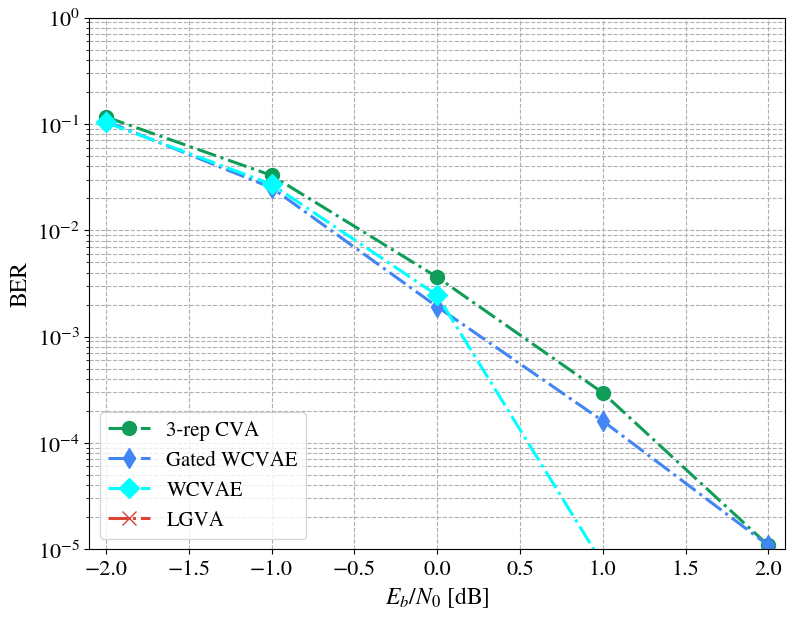 10⁰
10⁻¹
10⁻²
10⁻³
10⁻⁴
10⁻⁵
BER
3-rep CVA
Gated WCVAE
WCVAE
LGVA
−2.0 −1.5 −1.0 −0.5 0.0 0.5 1.0 1.5 2.0
E_b/N_0 [dB]